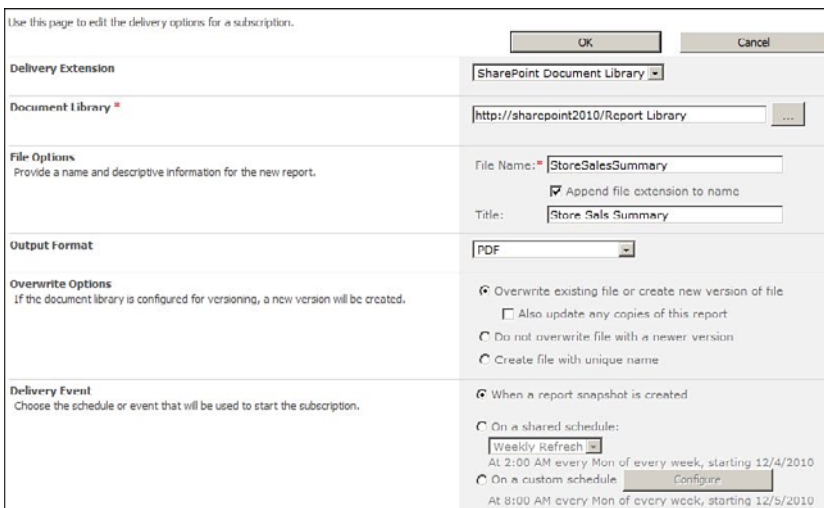 Use this page to edit the delivery options for a subscription.
OK
Cancel
Delivery Extension
SharePoint Document Library
Document Library *
http://sharepoint2010/Report Library
...
File Options
Provide a name and descriptive information for the new report.
File Name:* StoreSalesSummary
Append file extension to name
Title: Store Sals Summary
Output Format
PDF
Overwrite Options
If the document library is configured for versioning, a new version will be created.
Overwrite existing file or create new version of file
Also update any copies of this report
Do not overwrite file with a newer version
Create file with unique name
Delivery Event
Choose the schedule or event that will be used to start the subscription.
When a report snapshot is created
On a shared schedule:
Weekly Refresh
At 2:00 AM every Mon of every week, starting 12/4/2010
On a custom schedule Configure
At 8:00 AM every Mon of every week, starting 12/5/2010